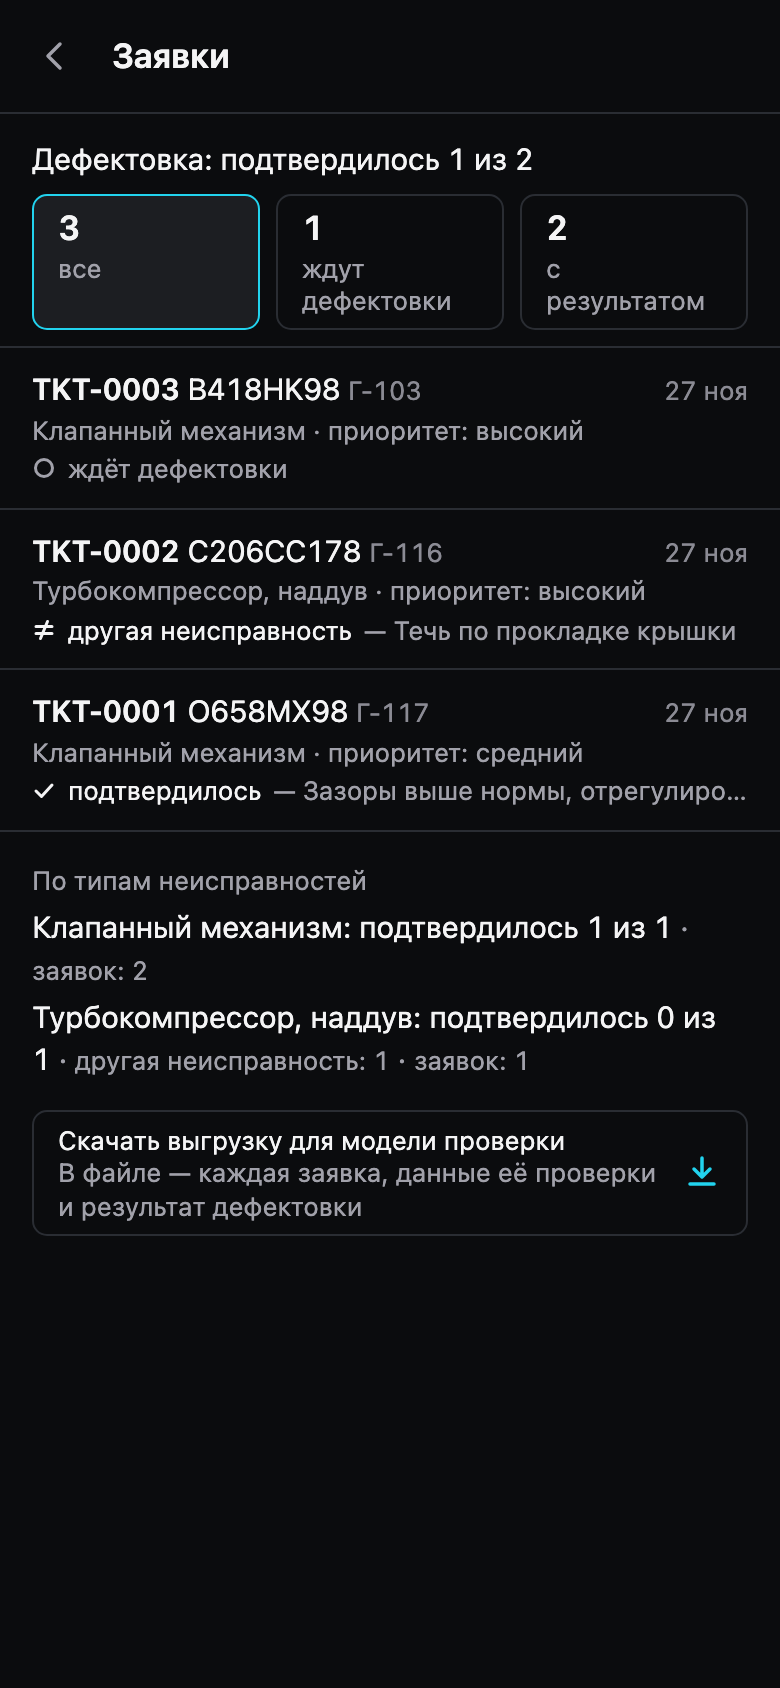 Заявки
Дефектовка: подтвердилось 1 из 2
3
все
1
ждут
дефектовки
2
с
результатом
ТКТ-0003 В418НК98 Г-103 27 ноя
Клапанный механизм · приоритет: высокий
ждёт дефектовки
ТКТ-0002 С206СС178 Г-116 27 ноя
Турбокомпрессор, наддув · приоритет: высокий
≠ другая неисправность — Течь по прокладке крышки
ТКТ-0001 О658МХ98 Г-117 27 ноя
Клапанный механизм · приоритет: средний
✓ подтвердилось — Зазоры выше нормы, отрегулиро...
По типам неисправностей
Клапанный механизм: подтвердилось 1 из 1 ·
заявок: 2
Турбокомпрессор, наддув: подтвердилось 0 из
1 · другая неисправность: 1 · заявок: 1
Скачать выгрузку для модели проверки
В файле — каждая заявка, данные её проверки
и результат дефектовки